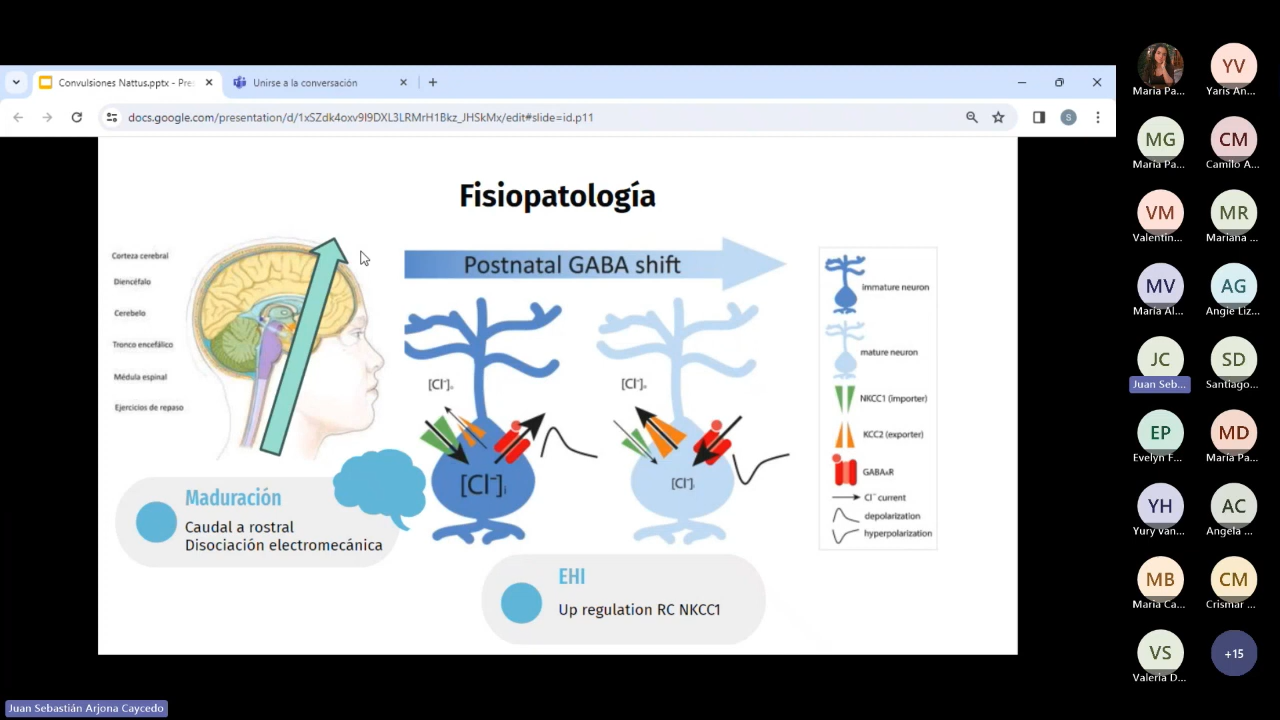 Convulsiones Nattus.pptx - Pre
Unirse a la conversación
docs.google.com/presentation/d/1xSZdk4oxv9I9DXL3LRMrH1Bkz_JHSkMx/edit#slide=id.p11
S
Fisiopatología
Corteza cerebral
Diencéfalo
Cerebelo
Tronco encefálico
Médula espinal
Ejercicios de repaso
Postnatal GABA shift
[Cl⁻]ₒ
[Cl⁻]ᵢ
[Cl⁻]ₒ
[Cl⁻]ᵢ
immature neuron
mature neuron
NKCC1 (importer)
KCC2 (exporter)
GABAAR
Cl⁻ current
depolarization
hyperpolarization
Maduración
Caudal a rostral
Disociación electromecánica
EHI
Up regulation RC NKCC1
Maria Pa...
YV
Yaris An...
MG
Maria Pa...
CM
Camilo A...
VM
Valentin...
MR
Mariana ...
MV
María Al...
AG
Angie Liz...
JC
Juan Seb...
SD
Santiago...
EP
Evelyn F...
MD
Maria Pa...
YH
Yury van...
AC
Angela ...
MB
Maria Ca...
CM
Crismar ...
VS
Valeria D...
+15
Juan Sebastián Arjona Caycedo